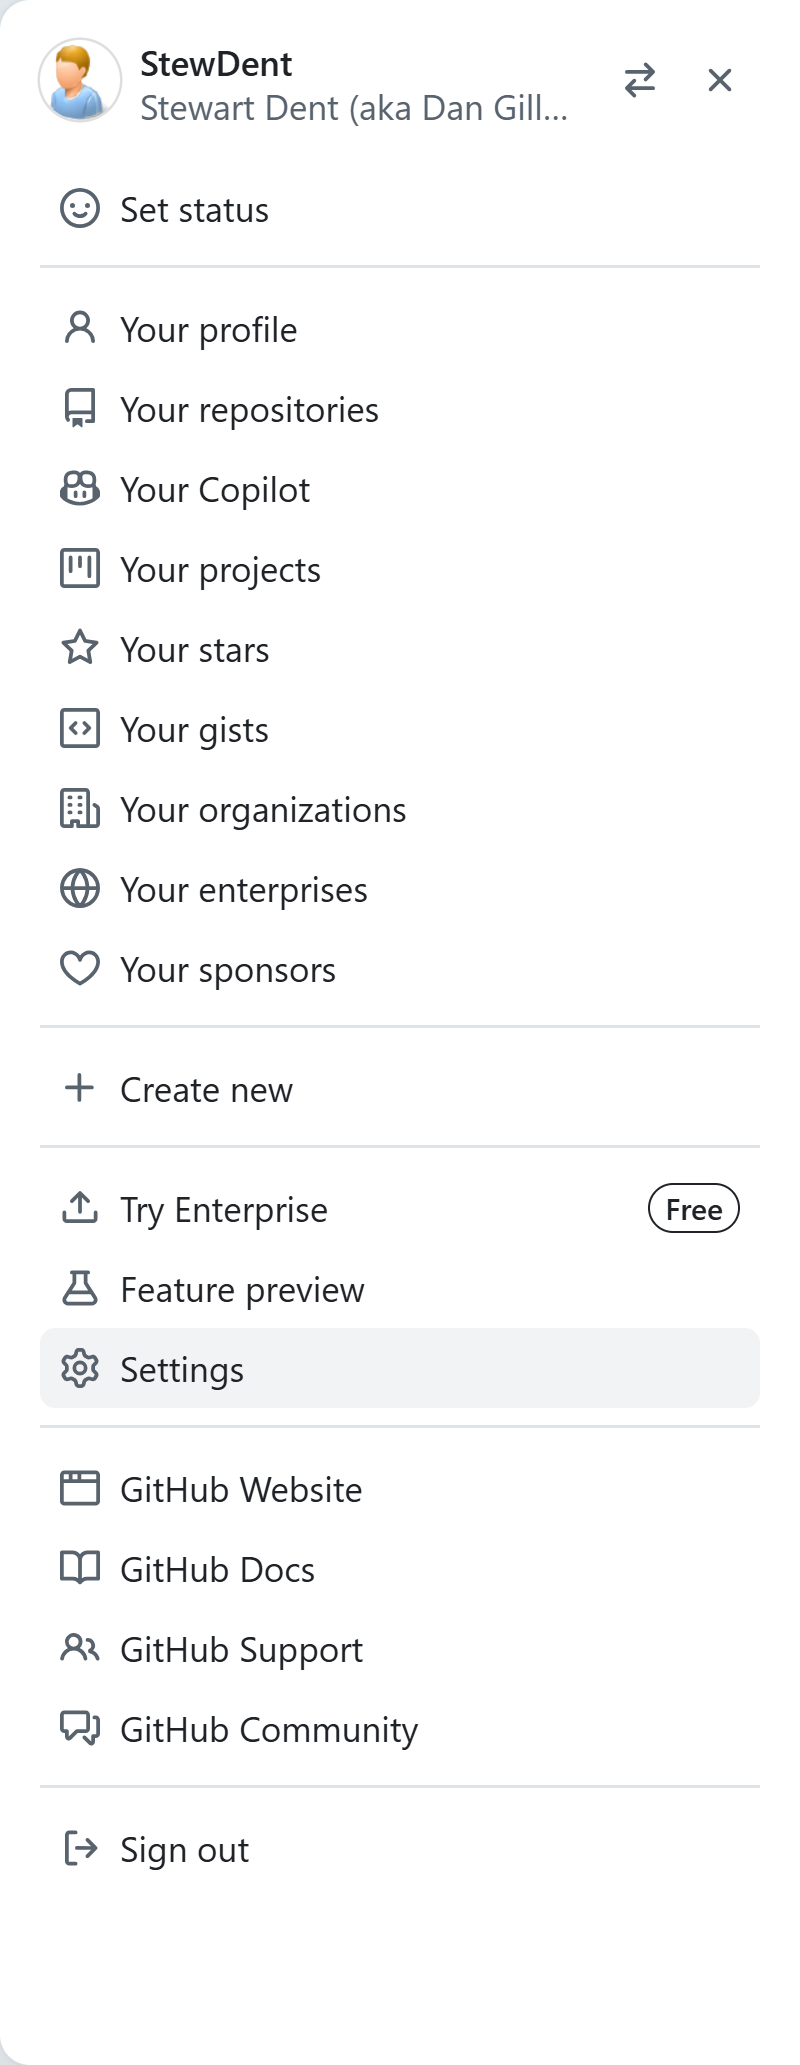 StewDent
Stewart Dent (aka Dan Gill...
Set status
Your profile
Your repositories
Your Copilot
Your projects
Your stars
Your gists
Your organizations
Your enterprises
Your sponsors
Create new
Try Enterprise Free
Feature preview
Settings
GitHub Website
GitHub Docs
GitHub Support
GitHub Community
Sign out